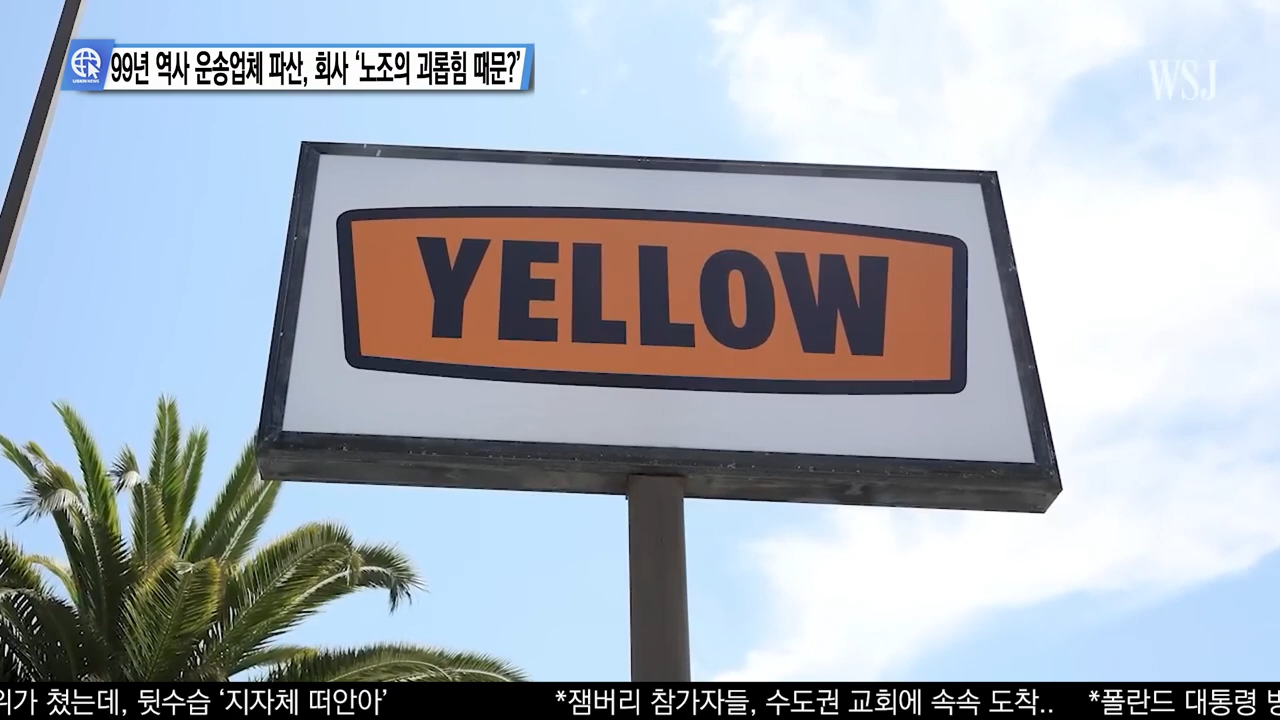 99년 역사 운송업체 파산, 회사 ‘노조의 괴롭힘 때문?’
WSJ
YELLOW
위가 쳤는데, 뒷수습 ‘지자체 떠안아’ *잼버리 참가자들, 수도권 교회에 속속 도착.. *폴란드 대통령 방